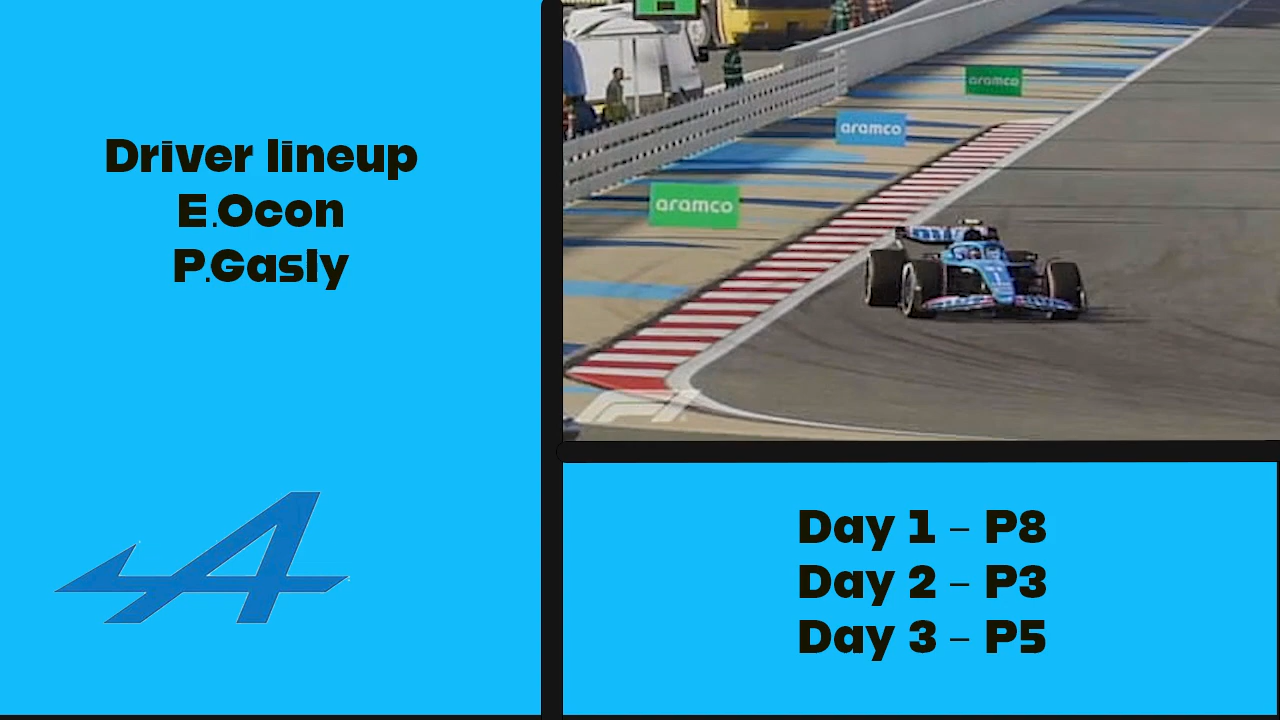 Driver lineup
E.Ocon
P.Gasly
aramco
aramco
aramco
Day 1 – P8
Day 2 – P3
Day 3 – P5